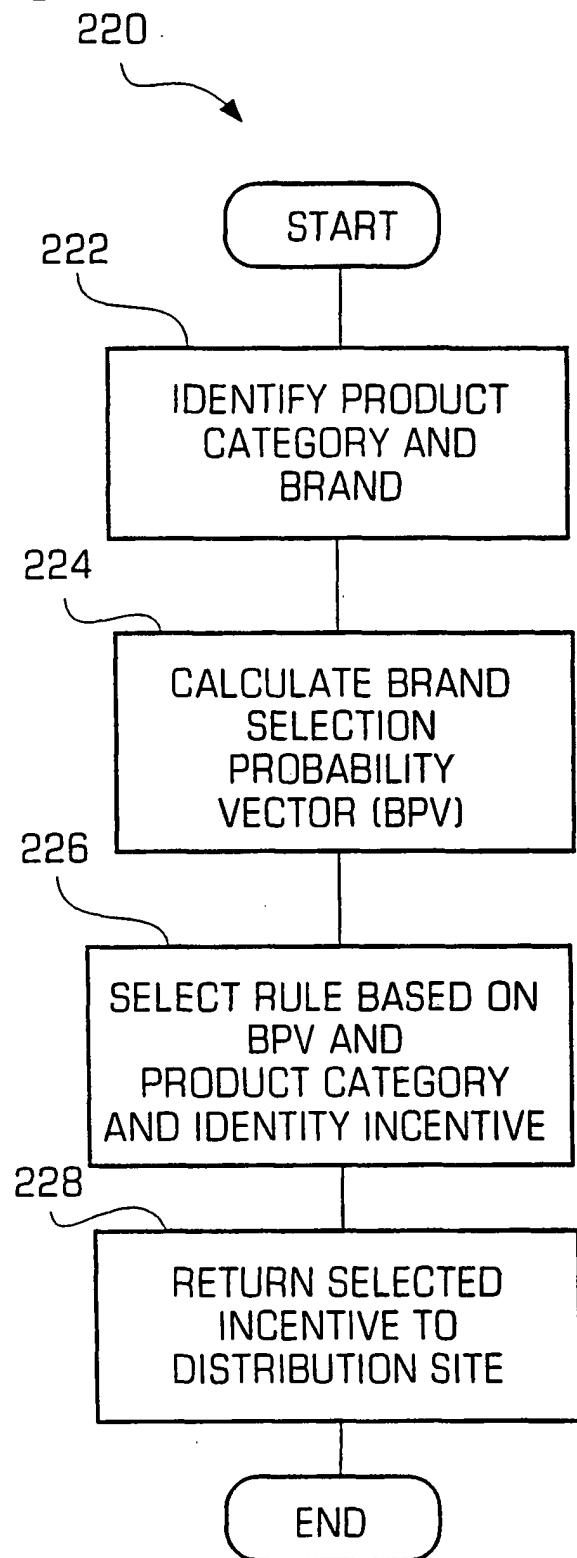 220
START
222
IDENTIFY PRODUCT
CATEGORY AND
BRAND
224
CALCULATE BRAND
SELECTION
PROBABILITY
VECTOR (BPV)
226
SELECT RULE BASED ON
BPV AND
PRODUCT CATEGORY
AND IDENTITY INCENTIVE
228
RETURN SELECTED
INCENTIVE TO
DISTRIBUTION SITE
END